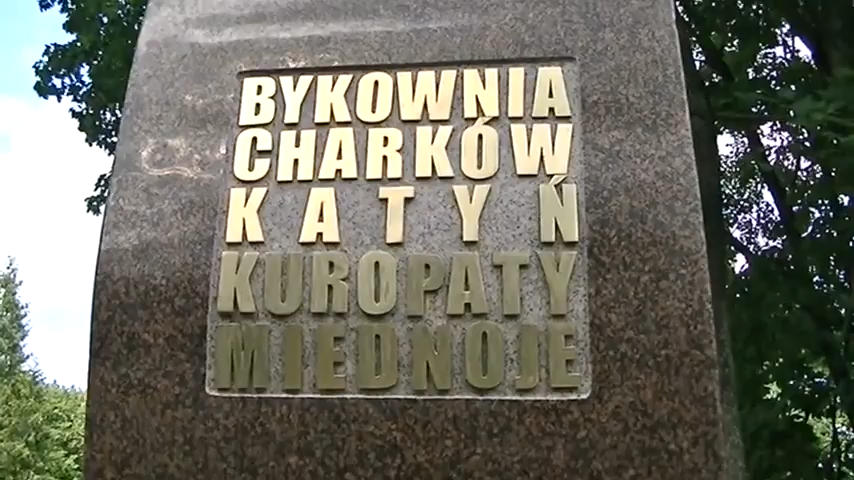 BYKOWNIA
CHARKÓW
KATYŃ
KUROPATY
MIEDNOJE